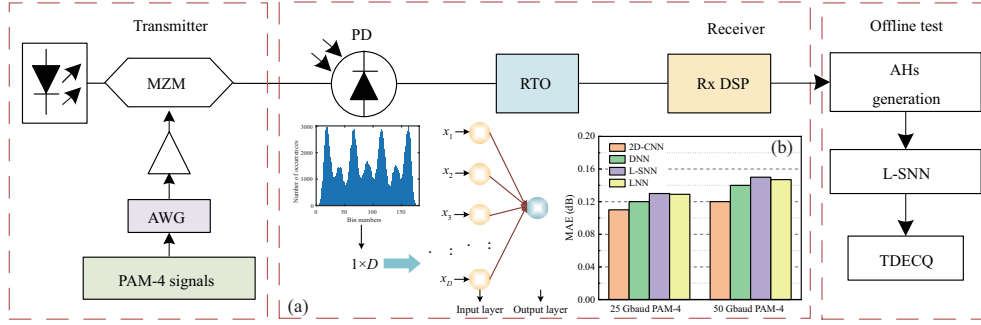 Transmitter
MZM
AWG
PAM-4 signals
Receiver
PD
RTO
Rx DSP
Number of occurrences
3000
2000
1000
0
0
50
100
150
Bin numbers
1×D
x1
x2
x3
xD
Input layer
Output layer
(a)
(b)
2D-CNN
DNN
L-SNN
LNN
MAE (dB)
0.20
0.16
0.12
0.08
0.04
0.00
25 Gbaud PAM-4
50 Gbaud PAM-4
Offline test
AHs
generation
L-SNN
TDECQ